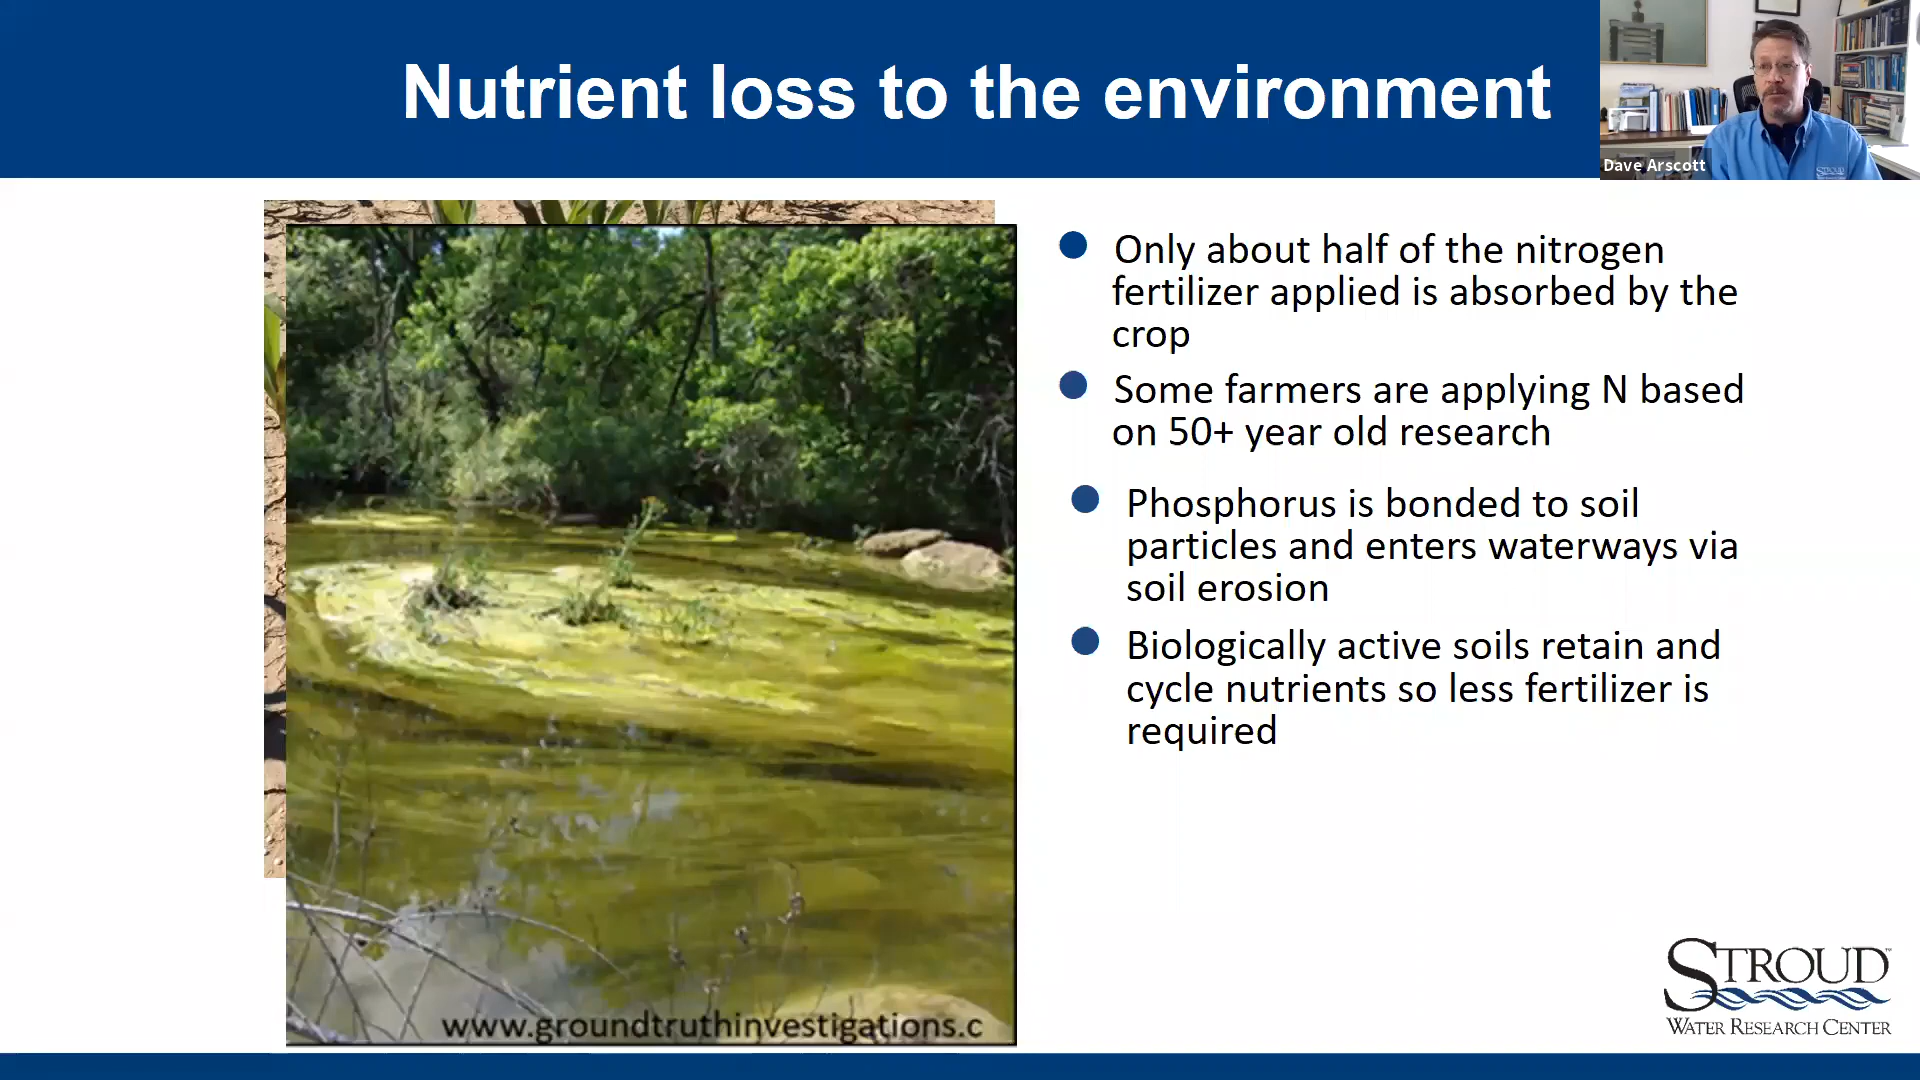 Nutrient loss to the environment
Dave Arscott
STROUD
Only about half of the nitrogen
fertilizer applied is absorbed by the
crop
Some farmers are applying N based
on 50+ year old research
Phosphorus is bonded to soil
particles and enters waterways via
soil erosion
Biologically active soils retain and
cycle nutrients so less fertilizer is
required
www.groundtruthinvestigations.c
STROUD™
WATER RESEARCH CENTER